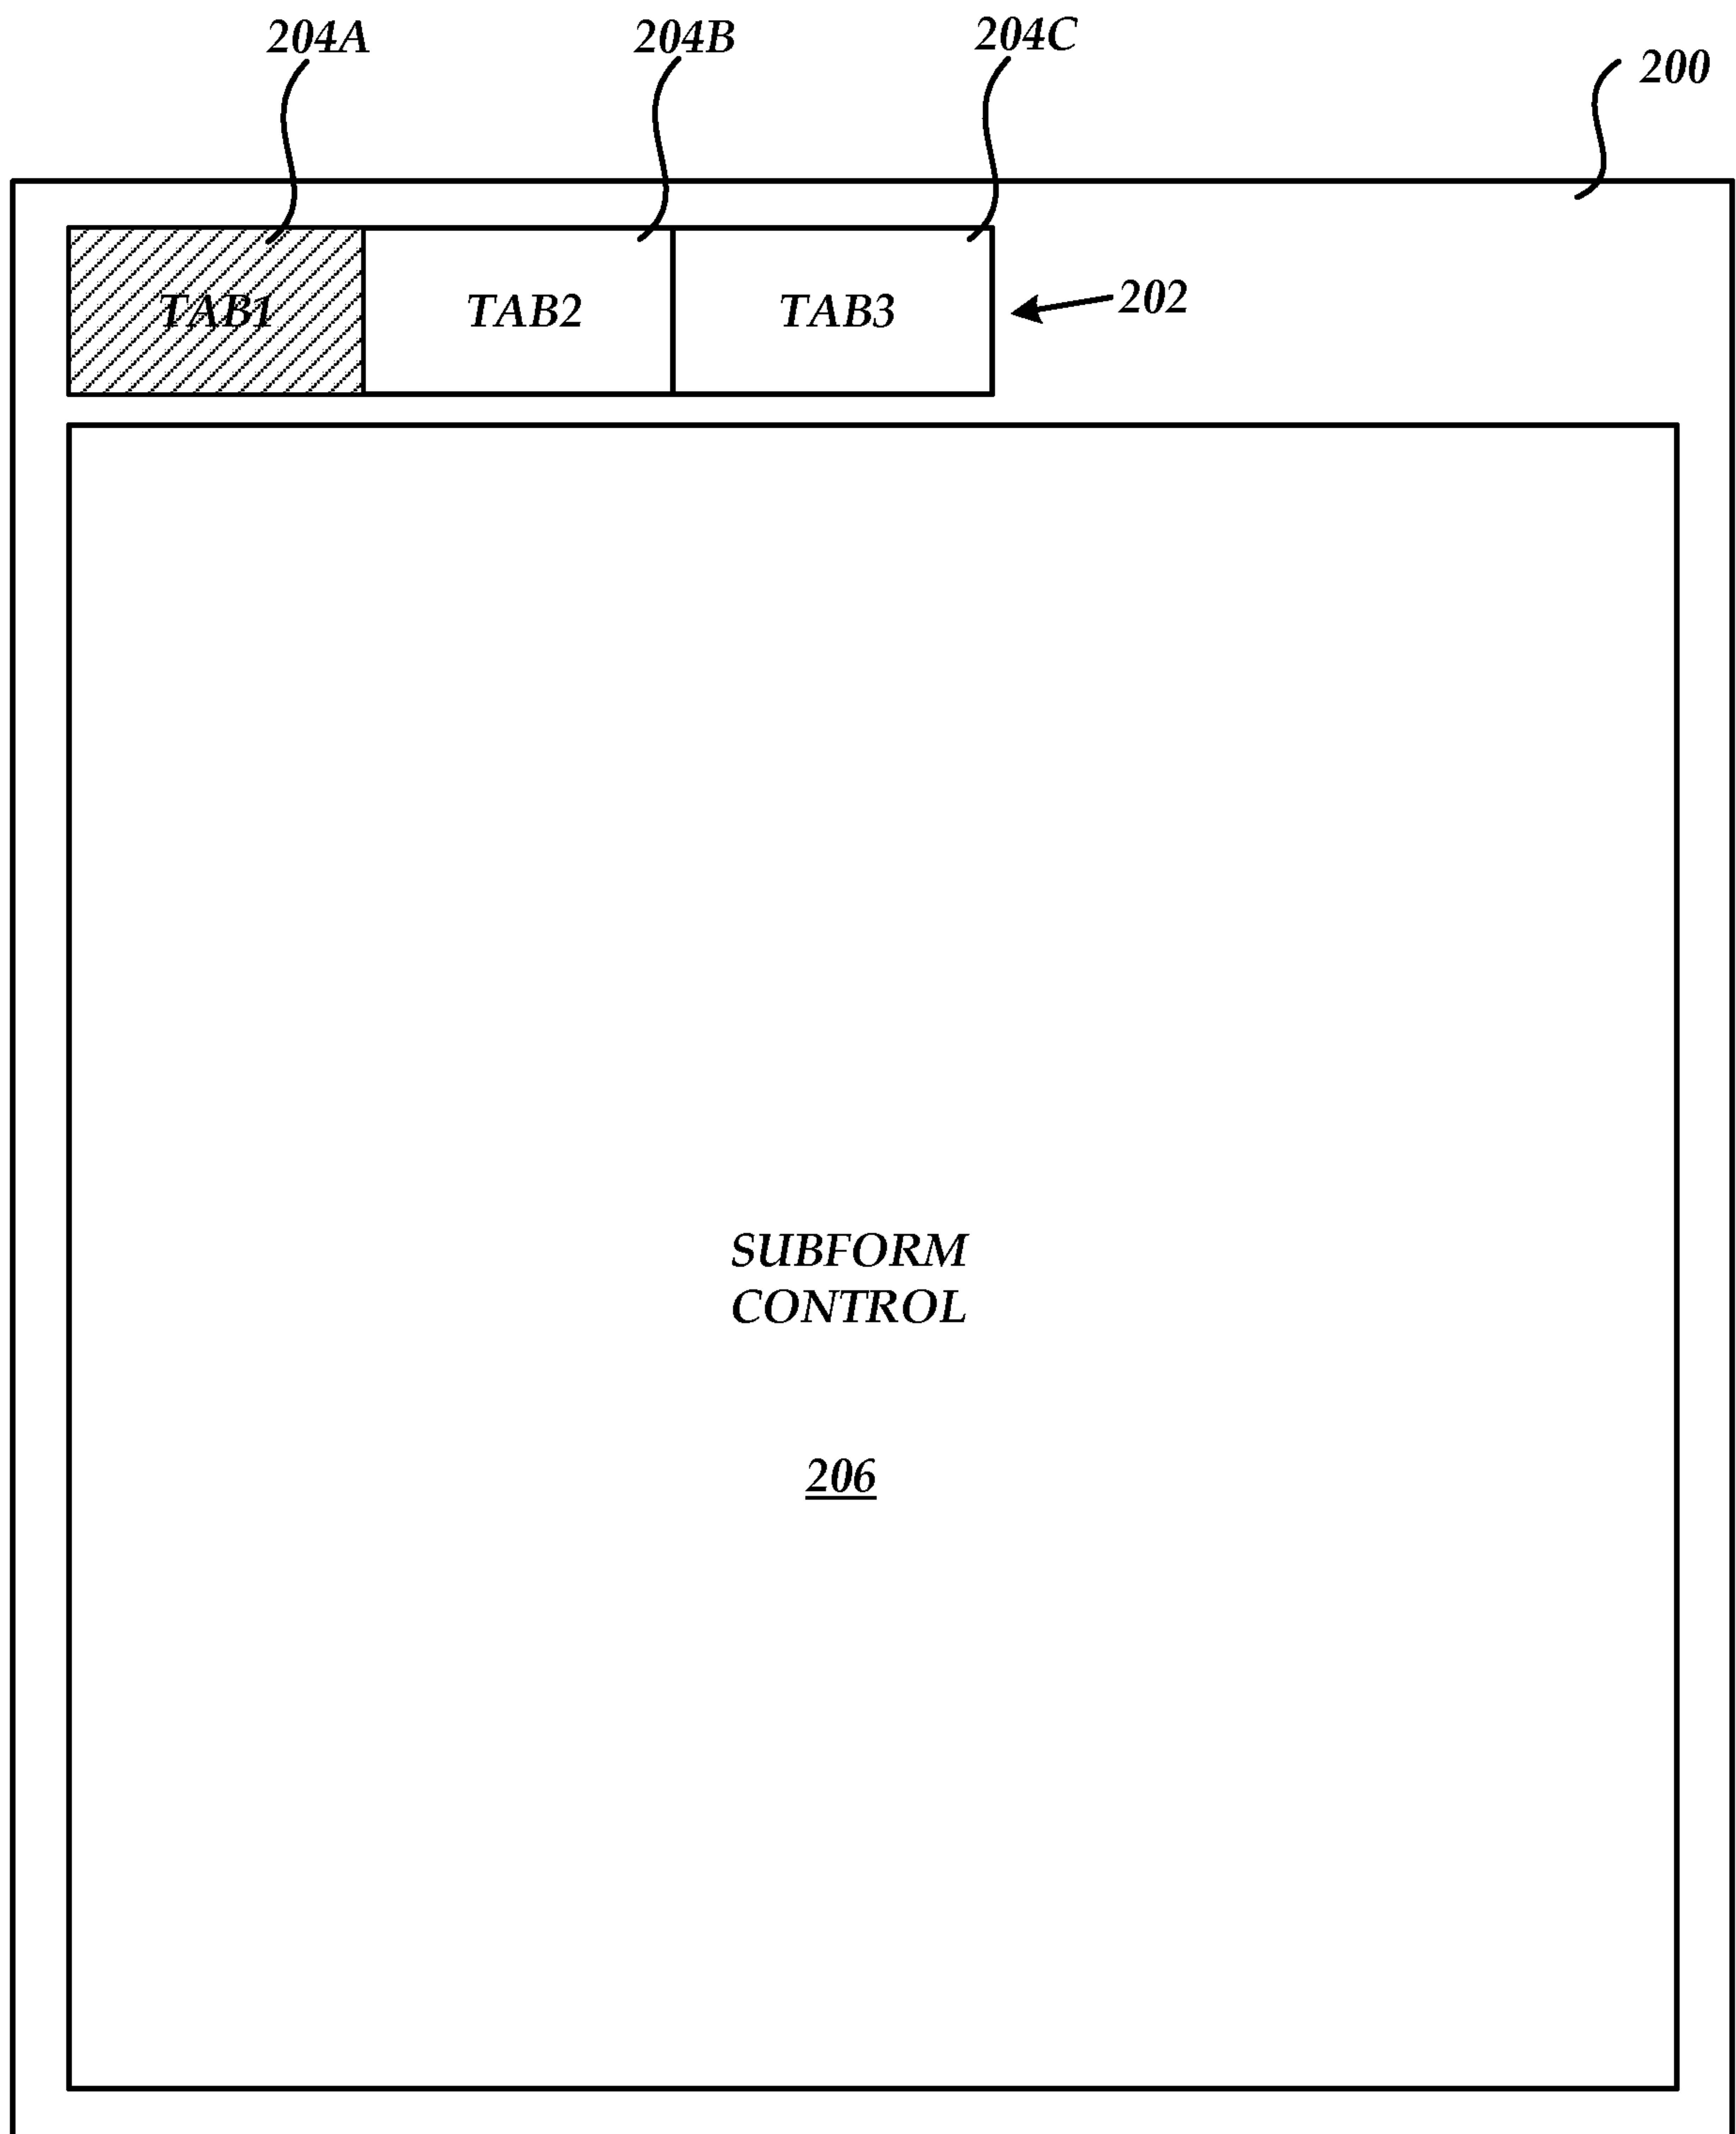 204A 204B 204C 200
TAB1 TAB2 TAB3 202
SUBFORM
CONTROL
206